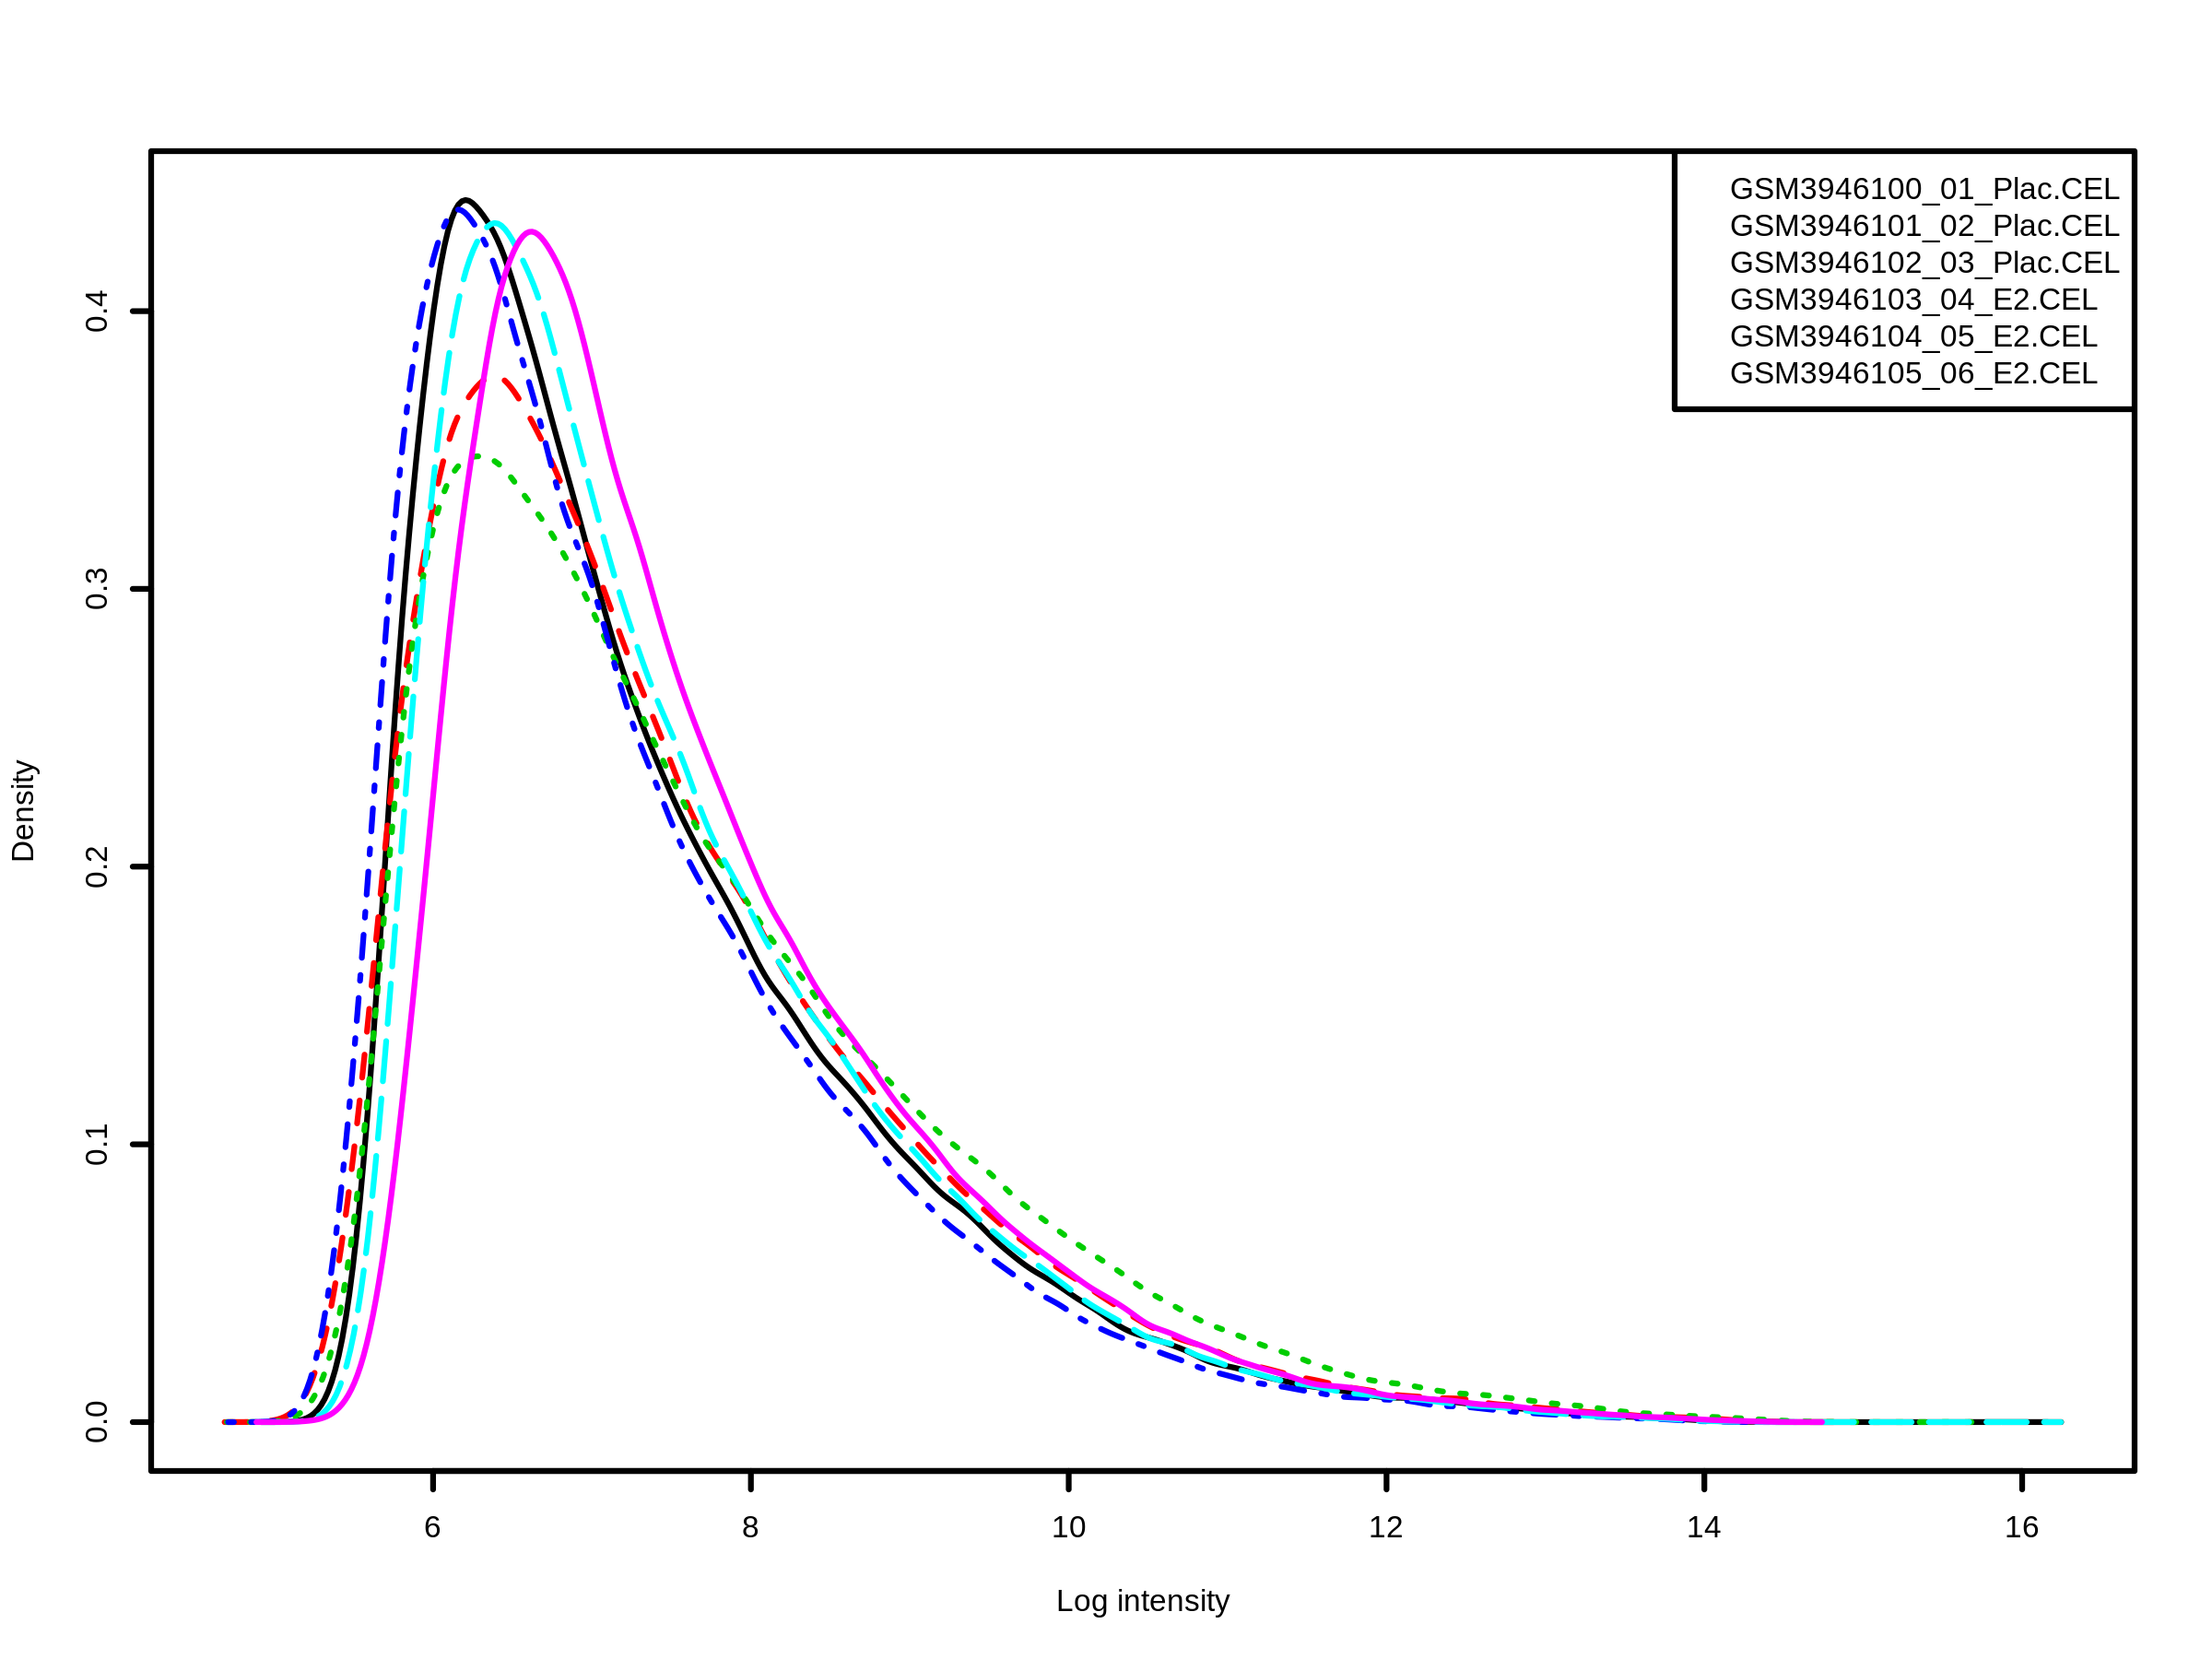 GSM3946100_01_Plac.CEL
GSM3946101_02_Plac.CEL
GSM3946102_03_Plac.CEL
GSM3946103_04_E2.CEL
GSM3946104_05_E2.CEL
GSM3946105_06_E2.CEL
Density
0.4
0.3
0.2
0.1
0.0
6 8 10 12 14 16
Log intensity